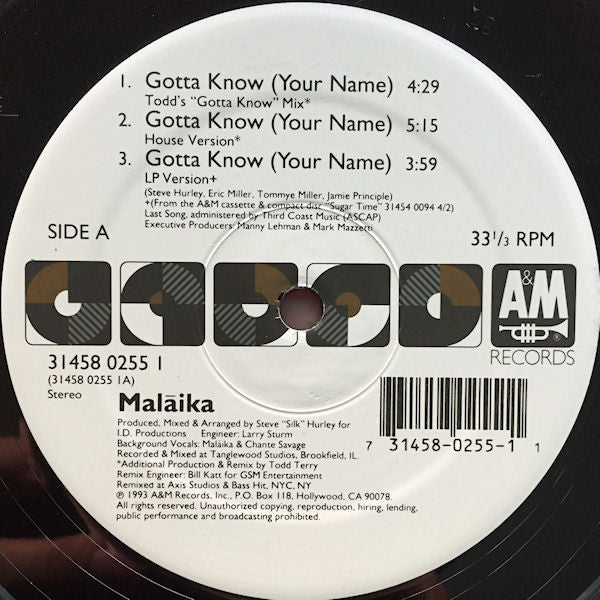 1. Gotta Know (Your Name) 4:29
Todd's "Gotta Know" Mix*
2. Gotta Know (Your Name) 5:15
House Version*
3. Gotta Know (Your Name) 3:59
LP Version+
(Steve Hurley, Eric Miller, Tommye Miller, Jamie Principle)
+(From the A&M cassette & compact disc "Sugar Time" 31454 0094 4/2)
Last Song, administered by Third Coast Music (ASCAP)
Executive Producers: Manny Lehman & Mark Mazzetti
SIDE A
33 1/3 RPM
A&M
®
RECORDS
31458 0255 1
(31458 0255 1A)
Stereo
Malāika
Produced, Mixed & Arranged by Steve "Silk" Hurley for
I.D. Productions Engineer: Larry Sturm
Background Vocals: Malāika & Chante Savage
Recorded & Mixed at Tanglewood Studios, Brookfield, IL.
*Additional Production & Remix by Todd Terry
Remix Engineer: Bill Katt for GSM Entertainment
Remixed at Axis Studios & Bass Hit, NYC, NY
℗ 1993 A&M Records, Inc., P.O. Box 118, Hollywood, CA 90078.
All rights reserved. Unauthorized copying, reproduction, hiring, lending,
public performance and broadcasting prohibited.
7 31458-0255-1 1